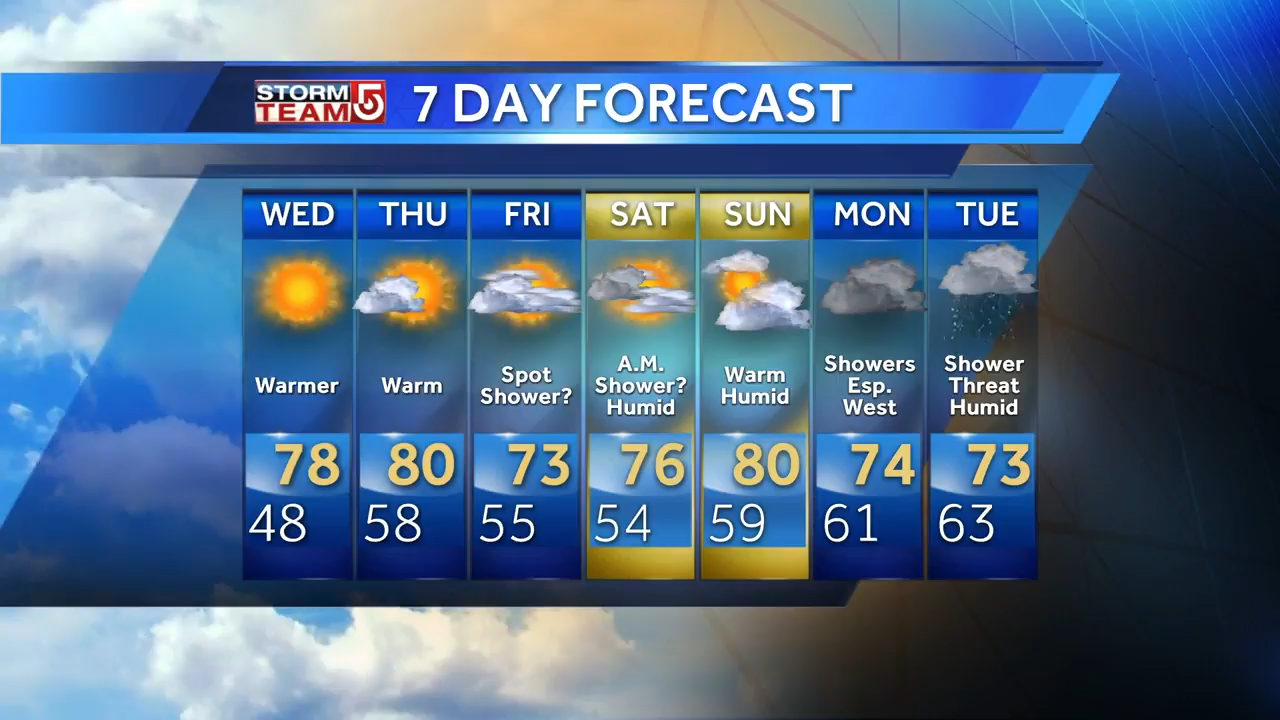 STORM
TEAM 5
7 DAY FORECAST
WED
THU
FRI
SAT
SUN
MON
TUE
Warmer
Warm
Spot
Shower?
A.M.
Shower?
Humid
Warm
Humid
Showers
Esp.
West
Shower
Threat
Humid
78
80
73
76
80
74
73
48
58
55
54
59
61
63